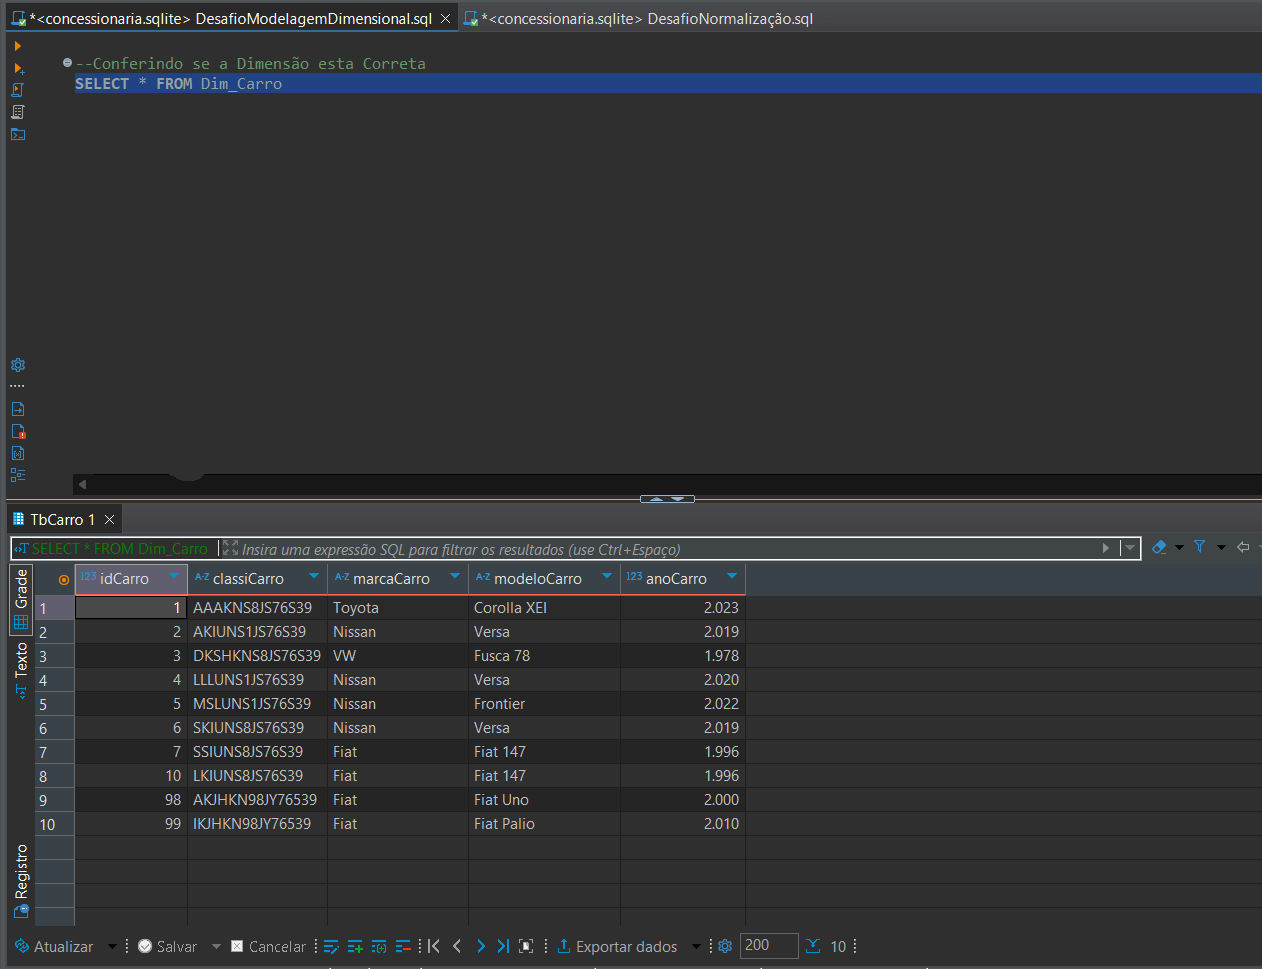 *<concessionaria.sqlite> DesafioModelagemDimensional.sql *<concessionaria.sqlite> DesafioNormalização.sql
--Conferindo se a Dimensão esta Correta
SELECT * FROM Dim_Carro
TbCarro 1
SELECT * FROM Dim_Carro Insira uma expressão SQL para filtrar os resultados (use Ctrl+Espaço)
Grade
Texto
Registro
123 idCarro A-Z classiCarro A-Z marcaCarro A-Z modeloCarro 123 anoCarro
1 1 AAAKNS8JS76S39 Toyota Corolla XEI 2.023
2 2 AKIUNS1JS76S39 Nissan Versa 2.019
3 3 DKSHKNS8JS76S39 VW Fusca 78 1.978
4 4 LLLUNS1JS76S39 Nissan Versa 2.020
5 5 MSLUNS1JS76S39 Nissan Frontier 2.022
6 6 SKIUNS8JS76S39 Nissan Versa 2.019
7 7 SSIUNS8JS76S39 Fiat Fiat 147 1.996
8 10 LKIUNS8JS76S39 Fiat Fiat 147 1.996
9 98 AKJHKN98JY76539 Fiat Fiat Uno 2.000
10 99 IKJHKN98JY76539 Fiat Fiat Palio 2.010
Atualizar Salvar Cancelar Exportar dados 200 10